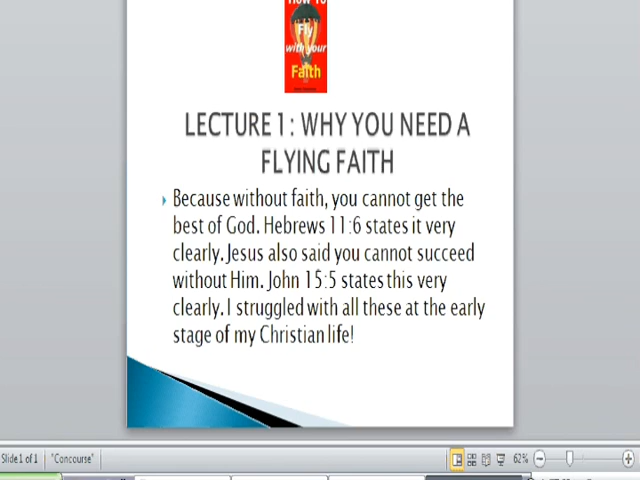 How To
Fly
with your
Faith
LECTURE 1: WHY YOU NEED A
FLYING FAITH
Because without faith, you cannot get the
best of God. Hebrews 11:6 states it very
clearly. Jesus also said you cannot succeed
without Him. John 15:5 states this very
clearly. I struggled with all these at the early
stage of my Christian life!
Slide 1 of 1 "Concourse" 62%